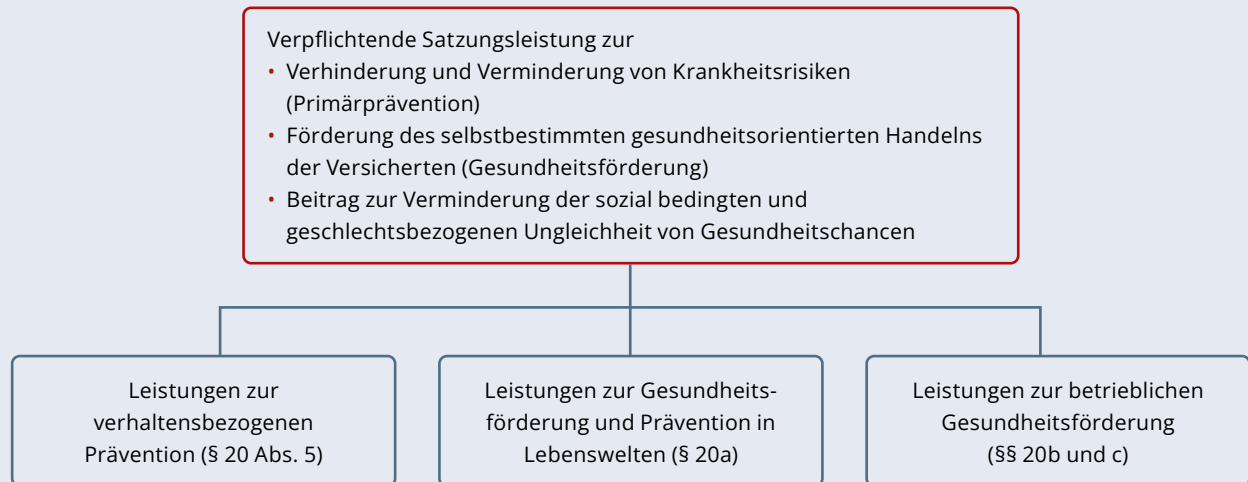 Verpflichtende Satzungsleistung zur
• Verhinderung und Verminderung von Krankheitsrisiken
(Primärprävention)
• Förderung des selbstbestimmten gesundheitsorientierten Handelns
der Versicherten (Gesundheitsförderung)
• Beitrag zur Verminderung der sozial bedingten und
geschlechtsbezogenen Ungleichheit von Gesundheitschancen
Leistungen zur
verhaltensbezogenen
Prävention (§ 20 Abs. 5)
Leistungen zur Gesundheits-
förderung und Prävention in
Lebenswelten (§ 20a)
Leistungen zur betrieblichen
Gesundheitsförderung
(§§ 20b und c)